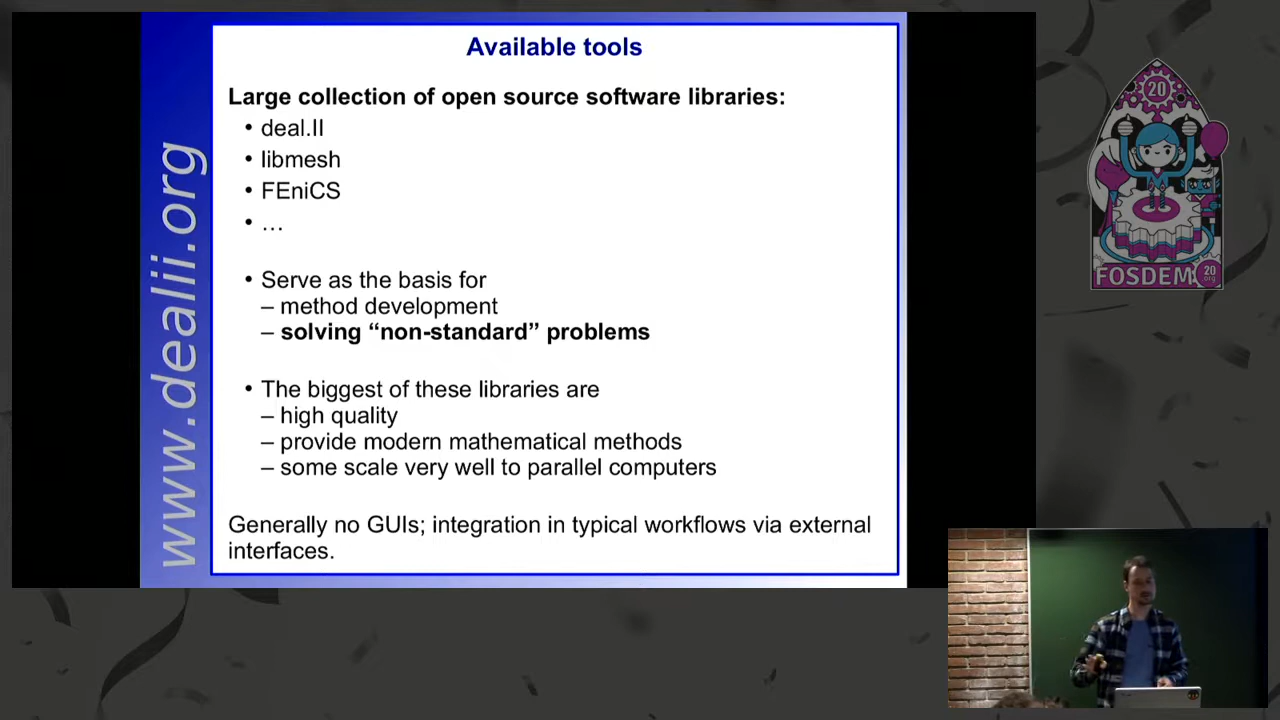 Available tools
Large collection of open source software libraries:
• deal.II
• libmesh
• FEniCS
• …
• Serve as the basis for
– method development
– solving “non-standard” problems
• The biggest of these libraries are
– high quality
– provide modern mathematical methods
– some scale very well to parallel computers
Generally no GUIs; integration in typical workflows via external
interfaces.
www.dealii.org
20
FOSDEM
20
org